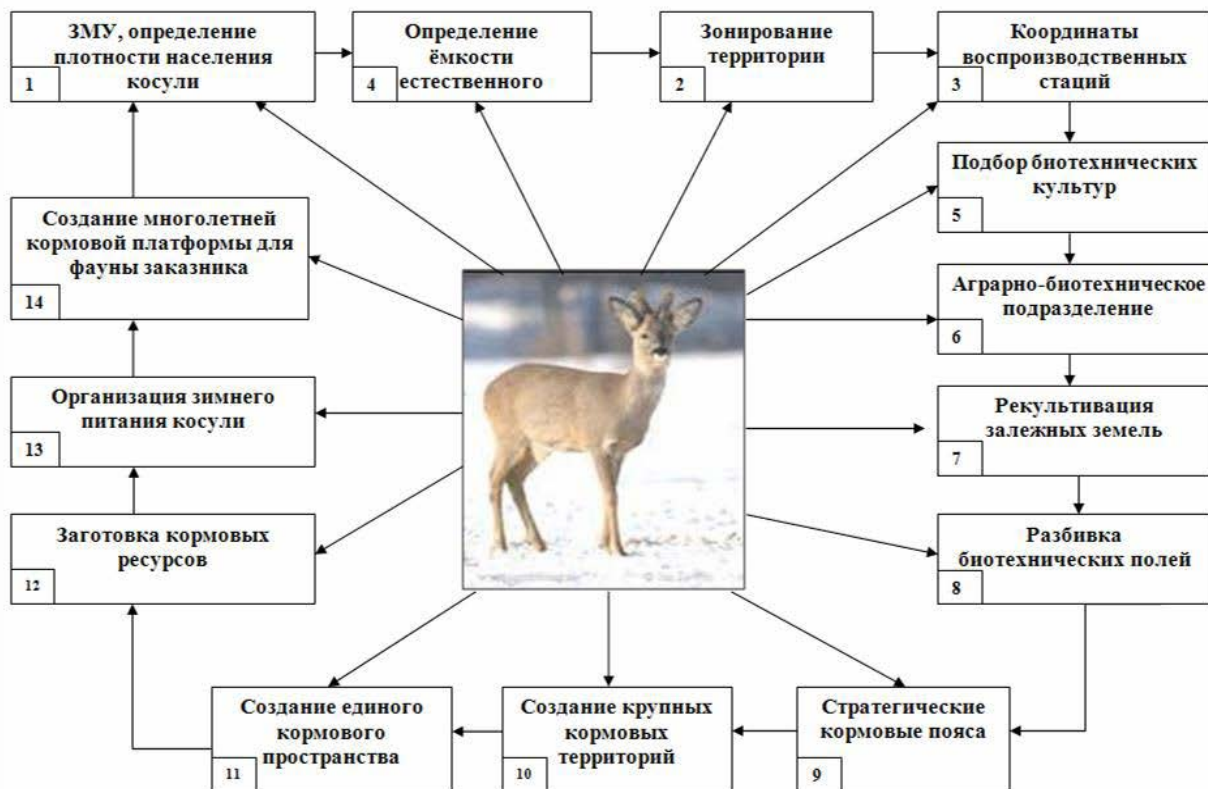 ЗМУ, определение
плотности населения
косули
1
Определение
ёмкости
естественного
4
Зонирование
территории
2
Координаты
воспроизводственных
стаций
3
Подбор биотехнических
культур
5
Аграрно-биотехническое
подразделение
6
Рекультивация
залежных земель
7
Разбивка
биотехнических полей
8
Стратегические
кормовые пояса
9
Создание крупных
кормовых
территорий
10
Создание единого
кормового
пространства
11
Заготовка кормовых
ресурсов
12
Организация зимнего
питания косули
13
Создание многолетней
кормовой платформы для
фауны заказника
14